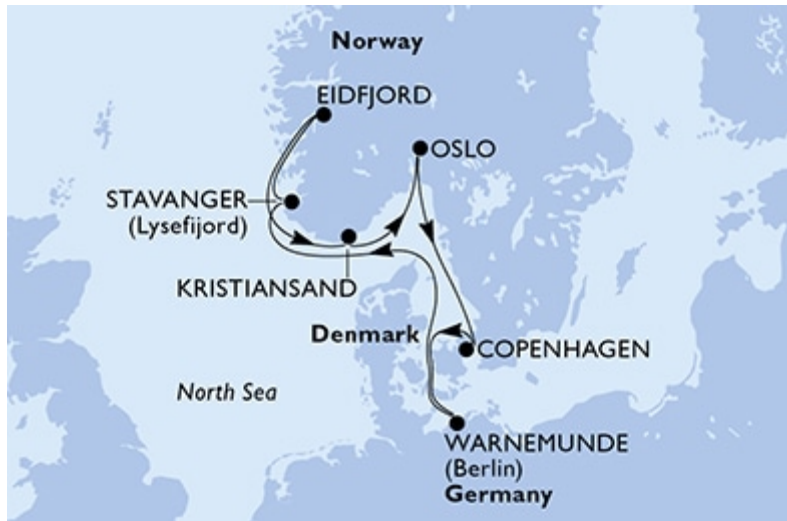 Norway
EIDFJORD
OSLO
STAVANGER
(Lysefijord)
KRISTIANSAND
Denmark
COPENHAGEN
North Sea
WARNEMUNDE
(Berlin)
Germany